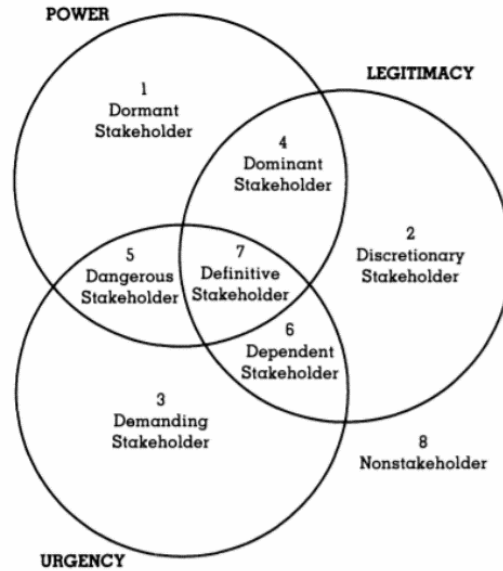 POWER
LEGITIMACY
1
Dormant
Stakeholder
4
Dominant
Stakeholder
2
Discretionary
Stakeholder
5
Dangerous
Stakeholder
7
Definitive
Stakeholder
6
Dependent
Stakeholder
3
Demanding
Stakeholder
8
Nonstakeholder
URGENCY